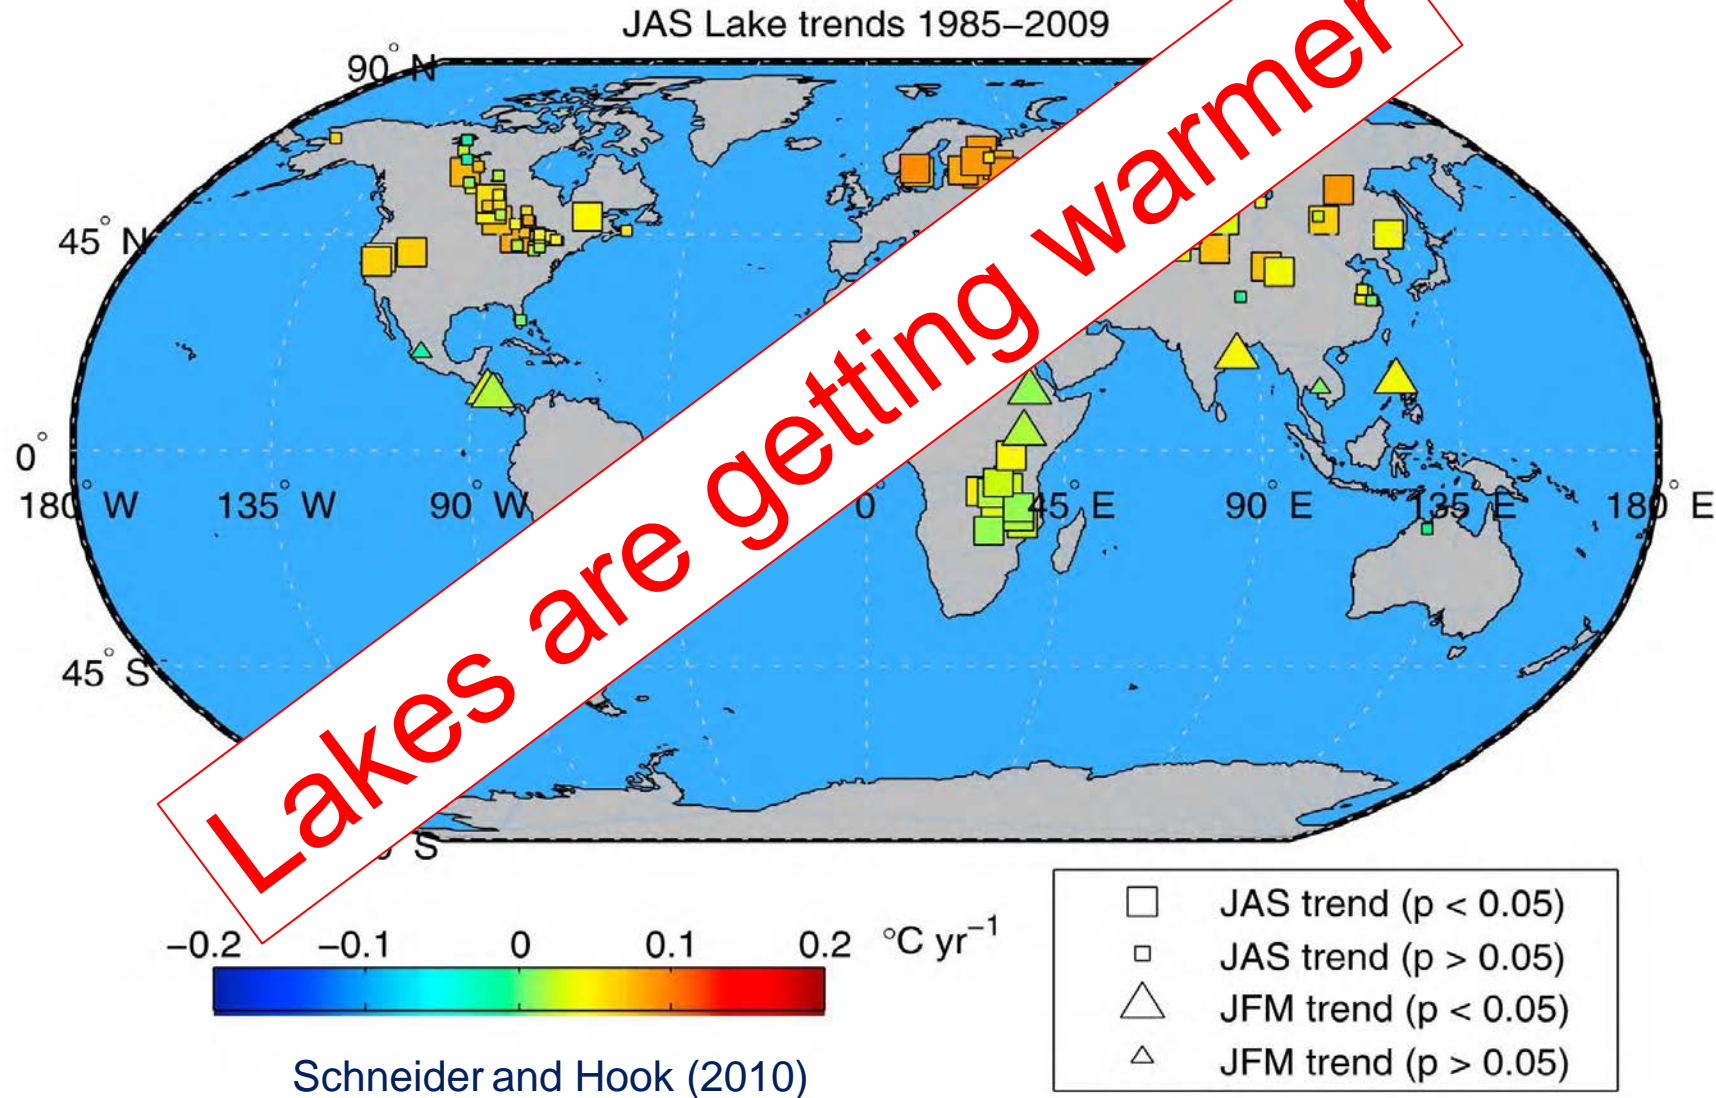 JAS Lake trends 1985–2009
90° N
45° N
0°
180° W 135° W 90° W 0° 45° E 90° E 135° E 180° E
45° S
S
Lakes are getting warmer
−0.2 −0.1 0 0.1 0.2 °C yr⁻¹
JAS trend (p < 0.05)
JAS trend (p > 0.05)
JFM trend (p < 0.05)
JFM trend (p > 0.05)
Schneider and Hook (2010)